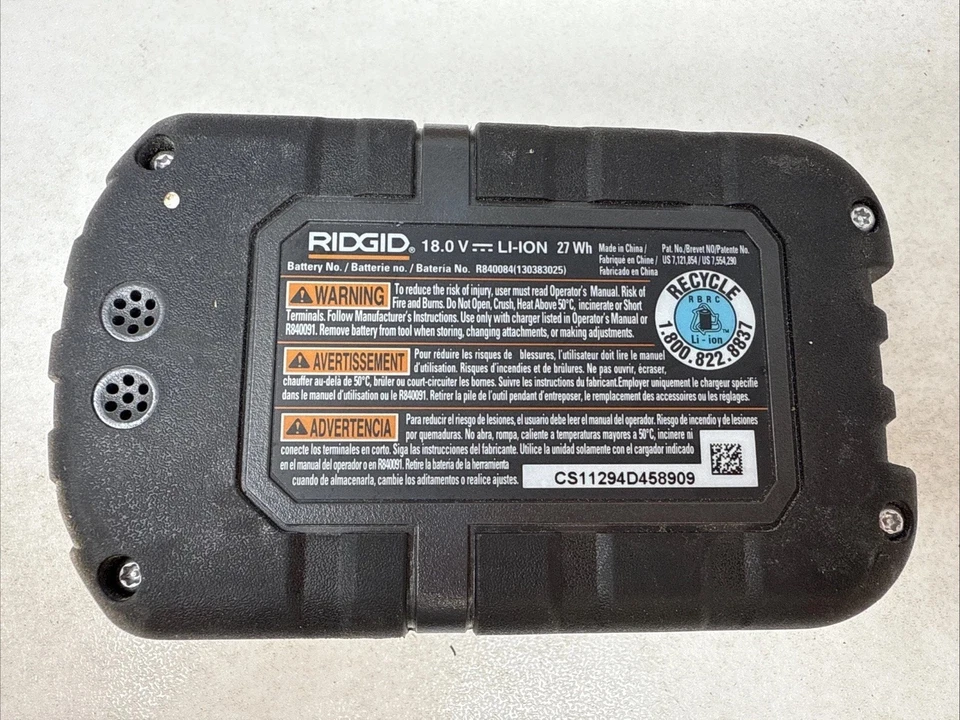 RIDGID® 18.0 V ⎓ LI-ION 27 Wh
Battery No. / Batterie no. / Bateria No. R840084(130383025)
Made in China /
Fabriqué en Chine /
Fabricado en China
Pat. No./Brevet NO/Patente No.
US 7,121,854 / US 7,554,290
WARNING To reduce the risk of injury, user must read Operator's Manual. Risk of
Fire and Burns. Do Not Open, Crush, Heat Above 50°C, incinerate or Short
Terminals. Follow Manufacturer's Instructions. Use only with charger listed in Operator's Manual or
R840091. Remove battery from tool when storing, changing attachments, or making adjustments.
RECYCLE
RBRC
Li-ion
TM
1.800.822.8837
AVERTISSEMENT Pour réduire les risques de blessures, l'utilisateur doit lire le manuel
d'utilisation. Risques d'incendies et de brûlures. Ne pas ouvrir, écraser,
chauffer au-delà de 50°C, brûler ou court-circuiter les bornes. Suivre les instructions du fabricant.Employer uniquement le chargeur spécifié
dans le manuel d'utilisation ou le R840091. Retirer la pile de l'outil pendant d'entreposer, le remplacement des accessoires ou les réglages.
ADVERTENCIA Para reducir el riesgo de lesiones, el usuario debe leer el manual del operador. Riesgo de incendio y de lesiones
por quemaduras. No abra, rompa, caliente a temperaturas mayores a 50°C, incinere ni
conecte los terminales en corto. Siga las instrucciones del fabricante. Utilice la unidad solamente con el cargador indicado
en el manual del operador o en R840091. Retire la bateria de la herramienta
cuando de almacenarla, cambie los aditamentos o realice ajustes.
CS11294D458909